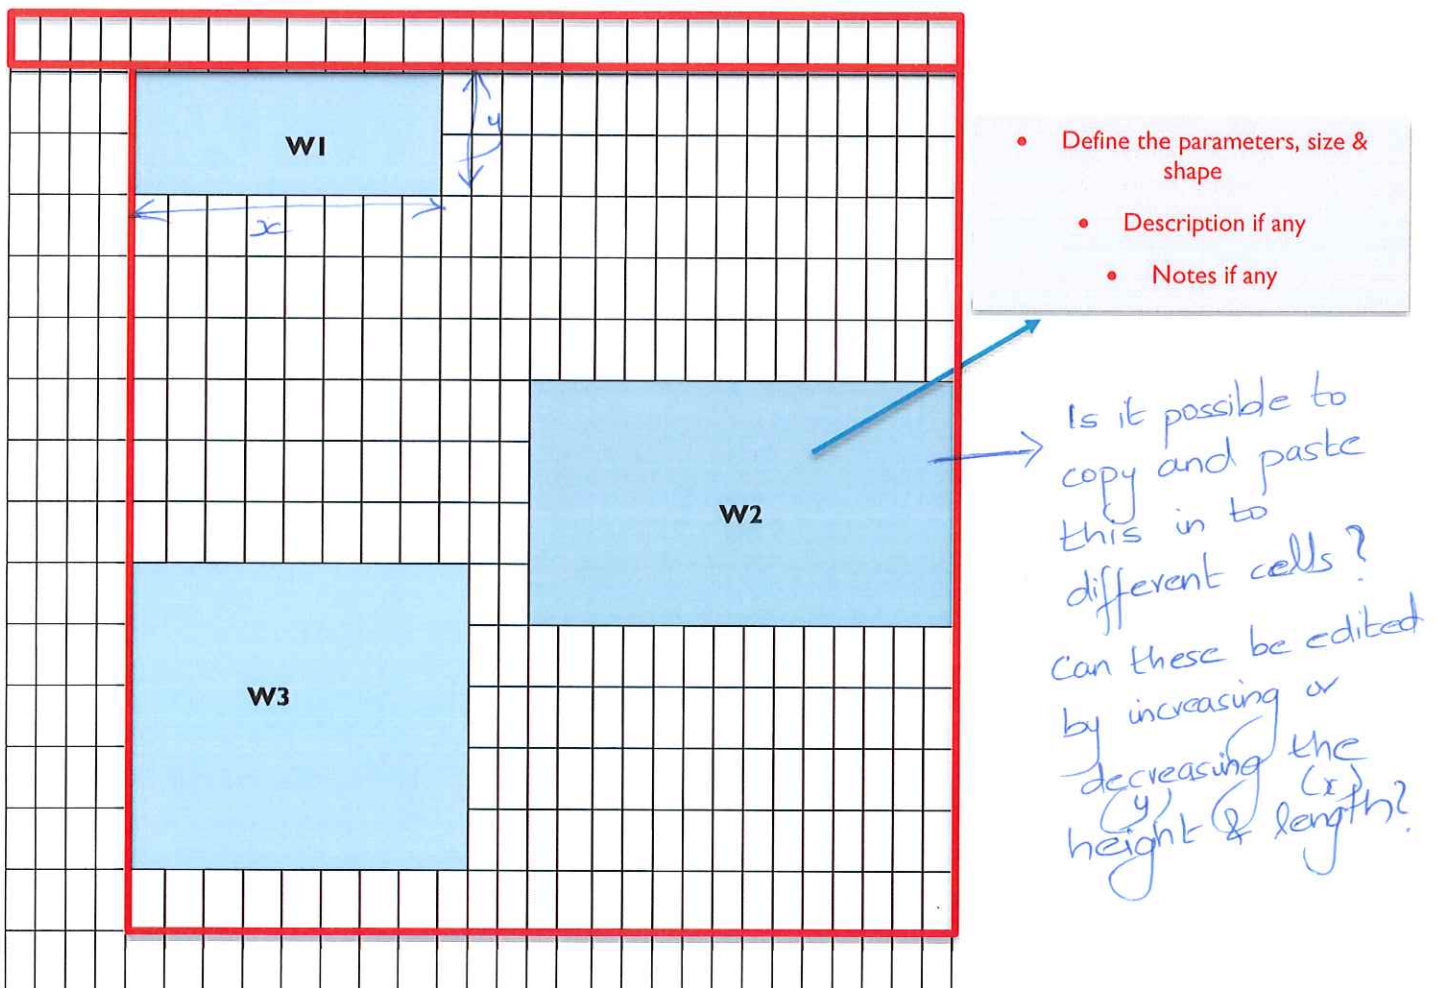 W1
y
x
• Define the parameters, size &
shape
• Description if any
• Notes if any
Is it possible to
copy and paste
this in to
different cells?
W2
Can these be edited
by increasing or
decreasing the
(y) (x)
height & length?
W3